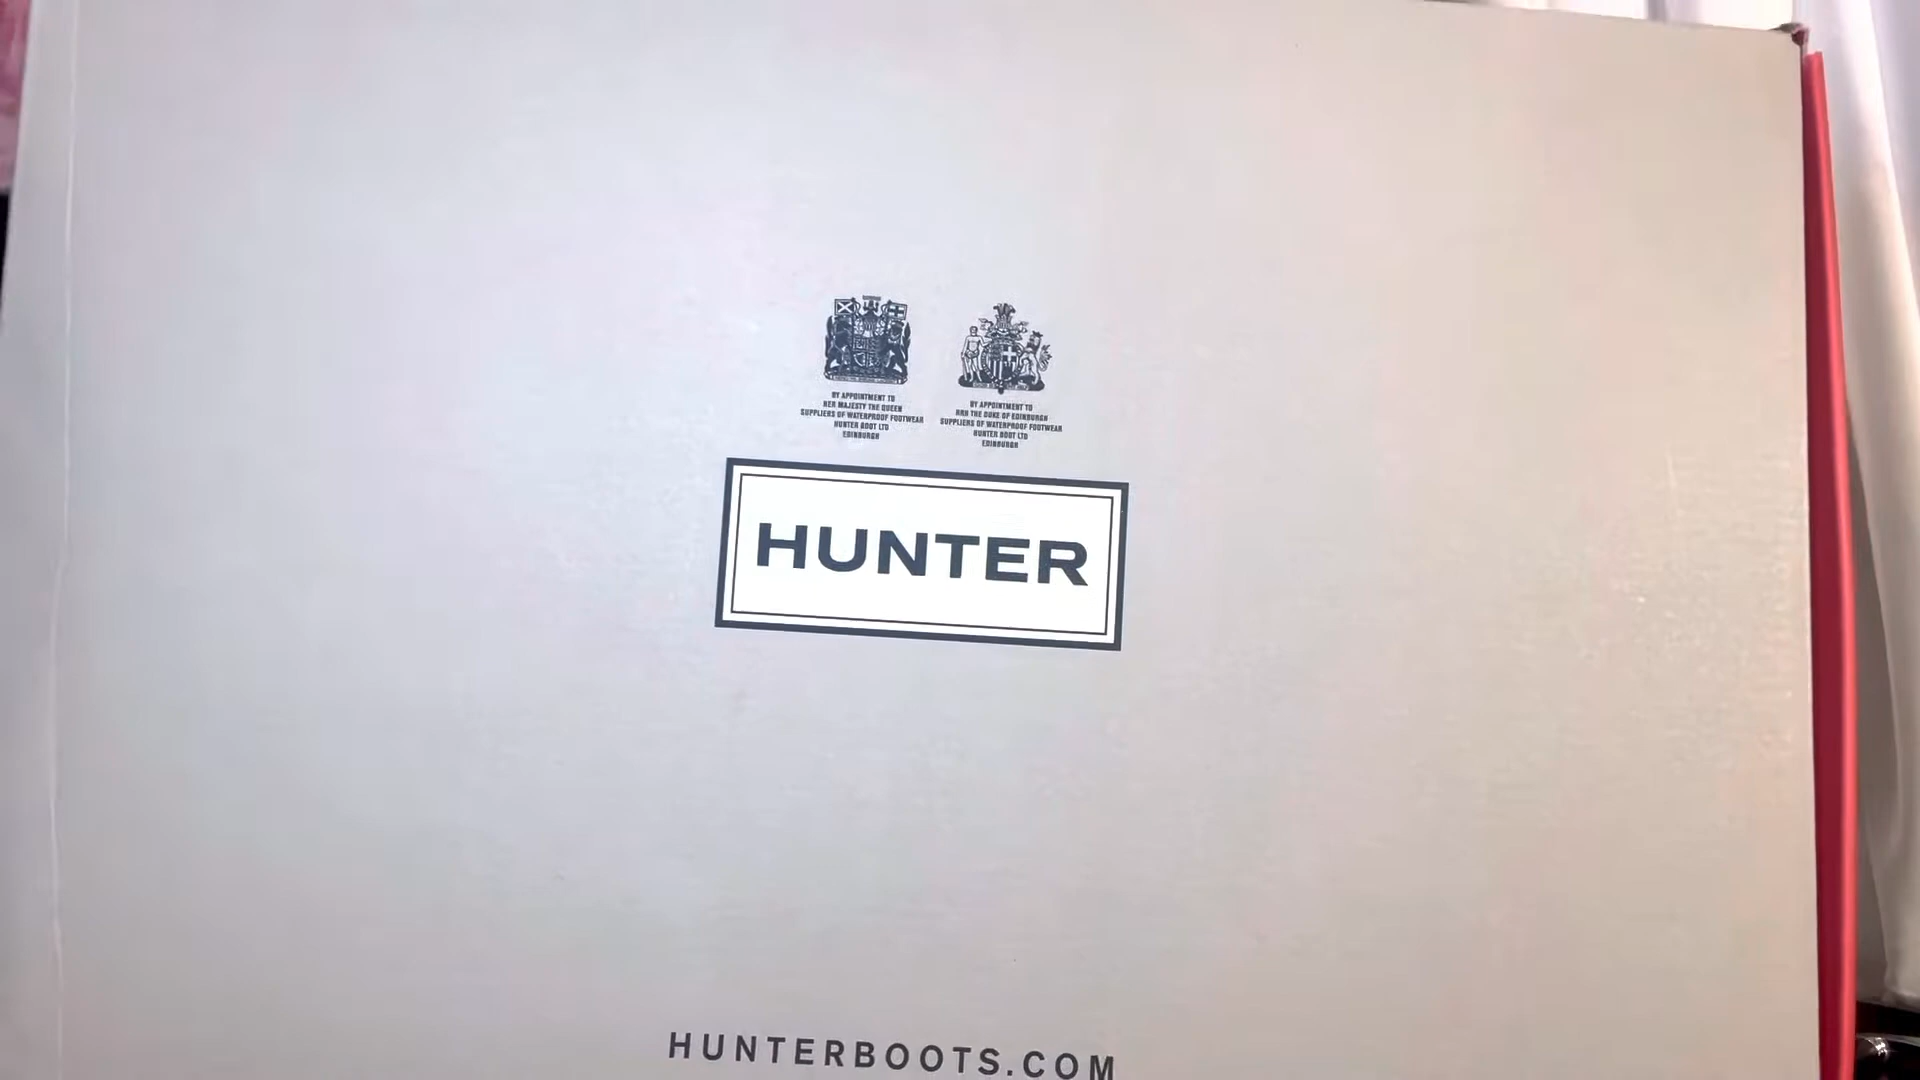 BY APPOINTMENT TO
HER MAJESTY THE QUEEN
SUPPLIERS OF WATERPROOF FOOTWEAR
HUNTER BOOT LTD
EDINBURGH
BY APPOINTMENT TO
HRH THE DUKE OF EDINBURGH
SUPPLIERS OF WATERPROOF FOOTWEAR
HUNTER BOOT LTD
EDINBURGH
HUNTER
HUNTERBOOTS.COM